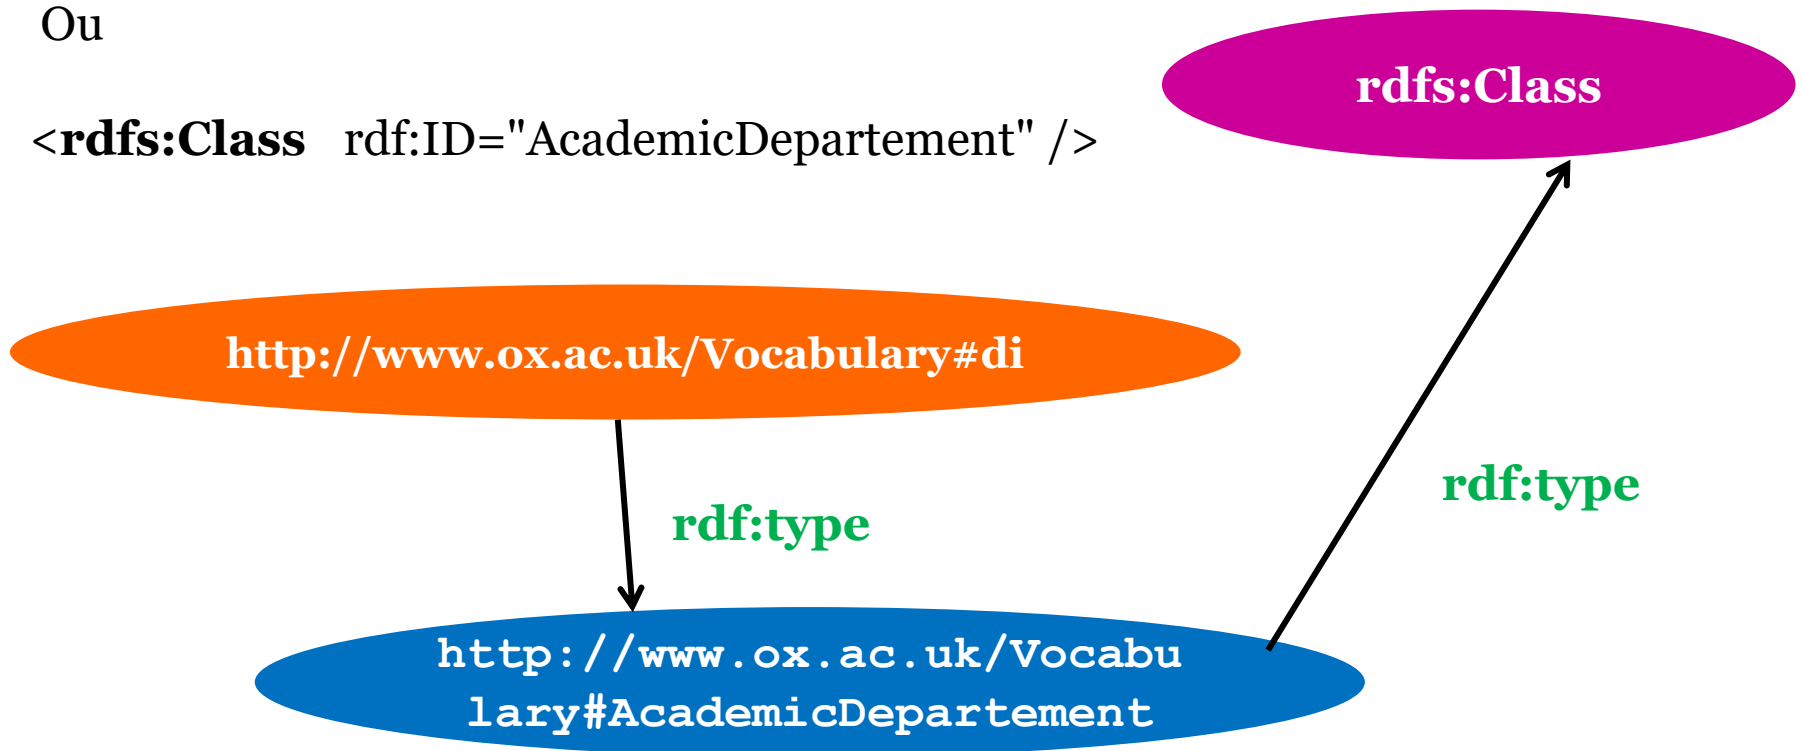 Ou
rdfs:Class
<rdfs:Class rdf:ID="AcademicDepartement" />
http://www.ox.ac.uk/Vocabulary#di
rdf:type
rdf:type
http://www.ox.ac.uk/Vocabu
lary#AcademicDepartement